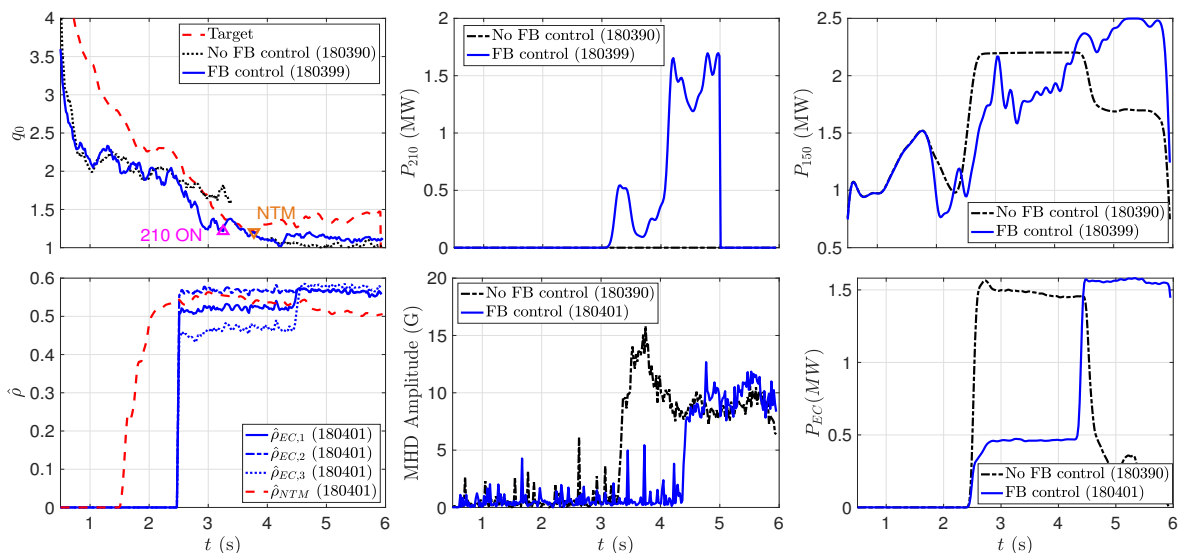 4
3.5
3
2.5
2
1.5
1
q₀
Target
No FB control (180390)
FB control (180399)
NTM
210 ON
2
1.5
1
0.5
0
P₂₁₀ (MW)
No FB control (180390)
FB control (180399)
2.5
2
1.5
1
0.5
P₁₅₀ (MW)
No FB control (180390)
FB control (180399)
0.6
0.5
0.4
0.3
0.2
0.1
0
ρ̂
ρ̂EC,1 (180401)
ρ̂EC,2 (180401)
ρ̂EC,3 (180401)
ρ̂NTM (180401)
1 2 3 4 5 6
t (s)
20
15
10
5
0
MHD Amplitude (G)
No FB control (180390)
FB control (180401)
1 2 3 4 5 6
t (s)
1.5
1
0.5
0
PEC(MW)
No FB control (180390)
FB control (180401)
1 2 3 4 5 6
t (s)